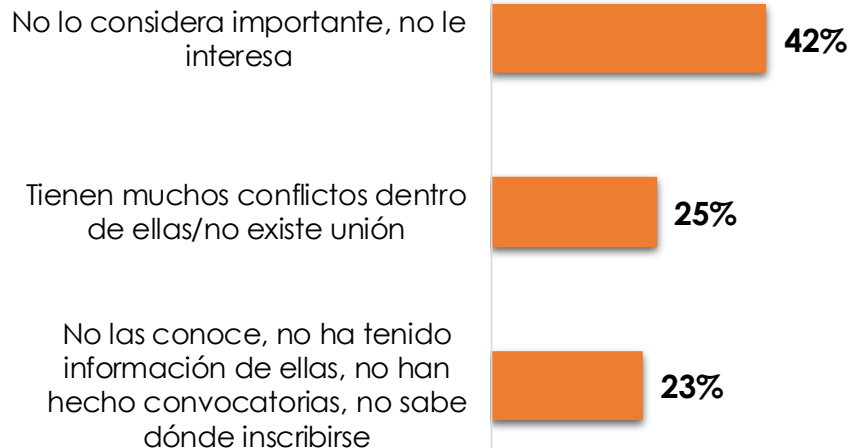 No lo considera importante, no le
interesa
42%
Tienen muchos conflictos dentro
de ellas/no existe unión
25%
No las conoce, no ha tenido
información de ellas, no han
hecho convocatorias, no sabe
dónde inscribirse
23%